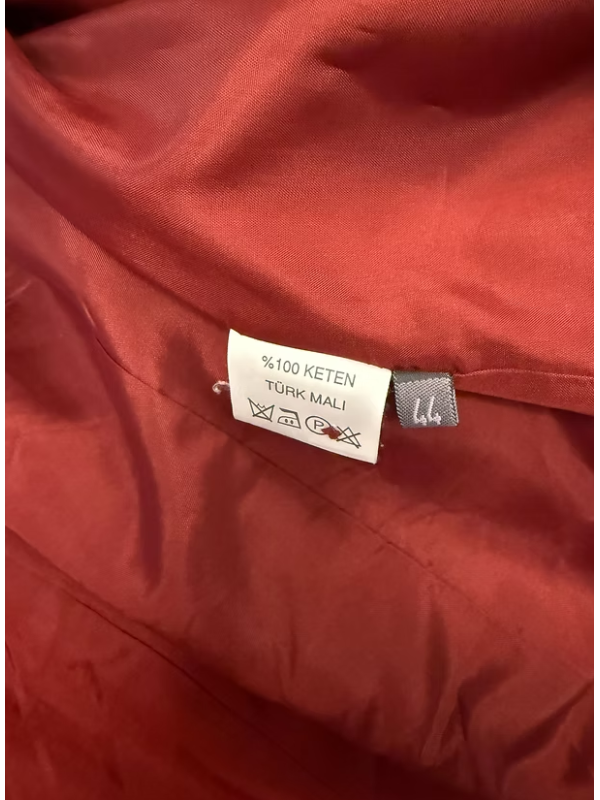 %100 KETEN
TÜRK MALI
P
44